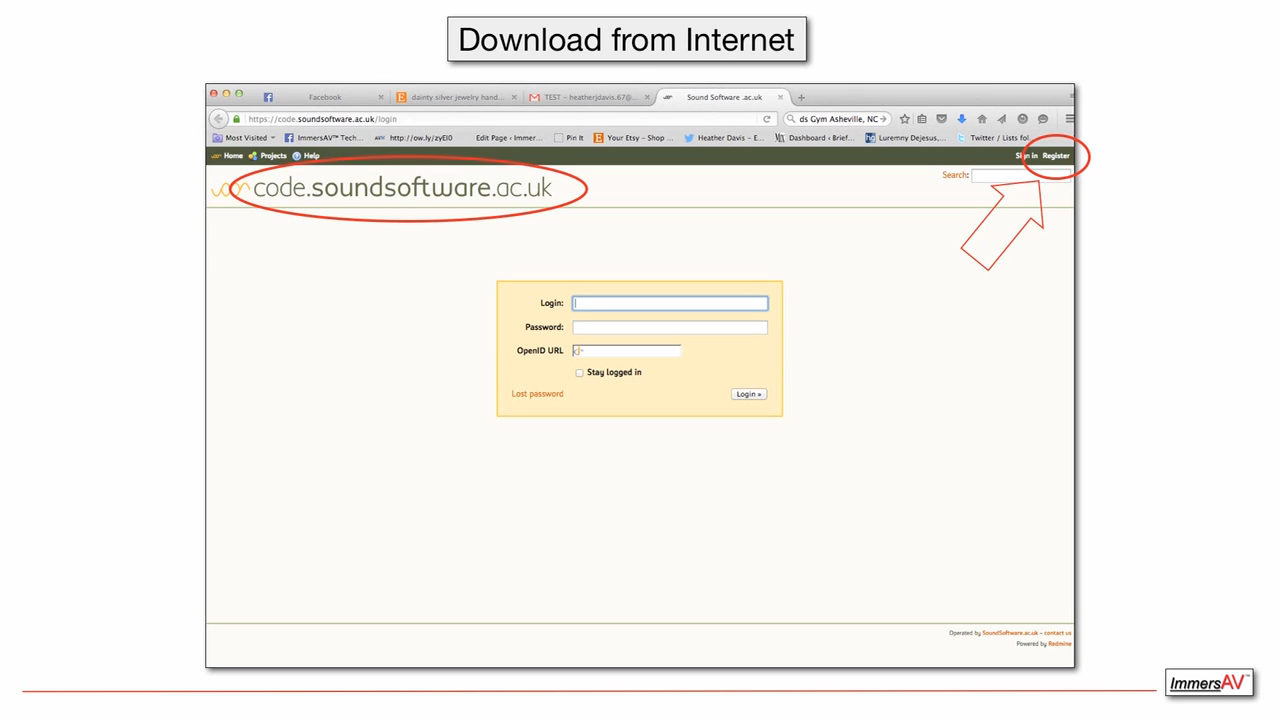 Download from Internet
Facebook
dainty silver jewelry hand...
TEST – heatherjdavis.67@...
Sound Software .ac.uk
https://code.soundsoftware.ac.uk/login
ds Gym Asheville, NC
Most Visited
ImmersAV™ Tech...
http://ow.ly/zyEI0
Edit Page ‹ Immer...
Pin It
Your Etsy - Shop ...
Heather Davis – E...
Dashboard ‹ Brief...
Luremny Dejesus,...
Twitter / Lists fol...
Home Projects Help
Sign in Register
code.soundsoftware.ac.uk
Search:
Login:
Password:
OpenID URL
Stay logged in
Lost password
Login »
Operated by SoundSoftware.ac.uk - contact us
Powered by Redmine
ImmersAV™